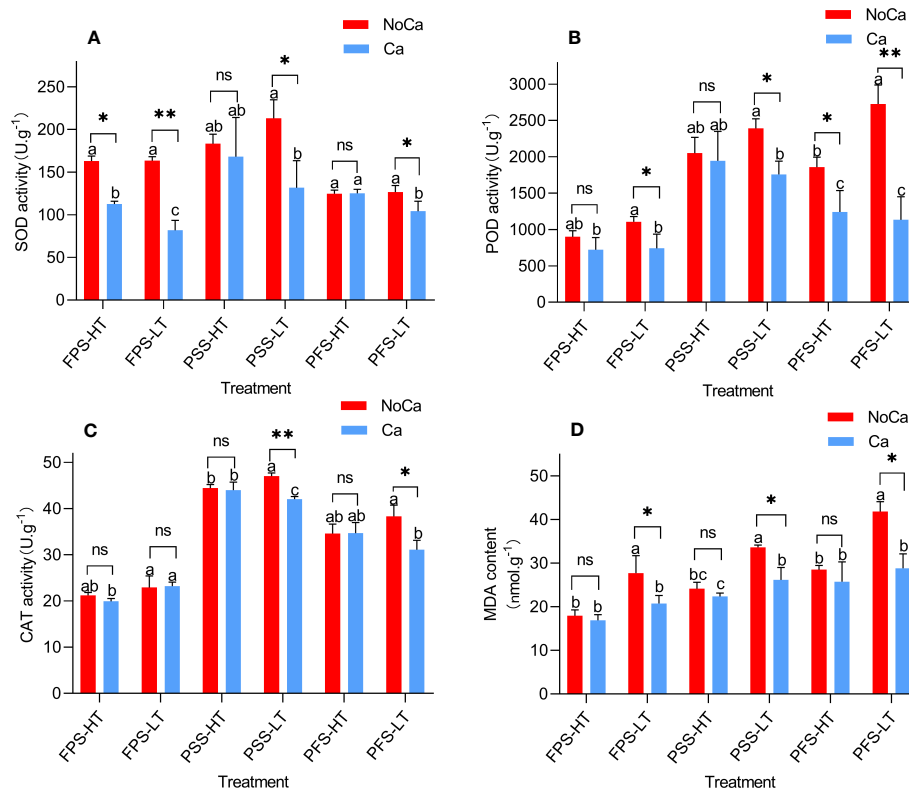 A
NoCa
Ca
SOD activity (U.g-1)
250
200
150
100
50
0
a b a c ab ab a b a a a b
* ** ns * ns *
FPS-HT FPS-LT PSS-HT PSS-LT PFS-HT PFS-LT
Treatment
B
NoCa
Ca
POD activity (U.g-1)
3000
2500
2000
1500
1000
500
0
ab b a b ab ab a b b c a c
ns * ns * * **
FPS-HT FPS-LT PSS-HT PSS-LT PFS-HT PFS-LT
Treatment
C
NoCa
Ca
CAT activity (U.g-1)
50
40
30
20
10
0
ab b a a b b a c ab ab a b
ns ns ns ** ns *
FPS-HT FPS-LT PSS-HT PSS-LT PFS-HT PFS-LT
Treatment
D
NoCa
Ca
MDA content
(nmol.g-1)
50
40
30
20
10
0
b b a b bc c a b b b a b
ns * ns * ns *
FPS-HT FPS-LT PSS-HT PSS-LT PFS-HT PFS-LT
Treatment